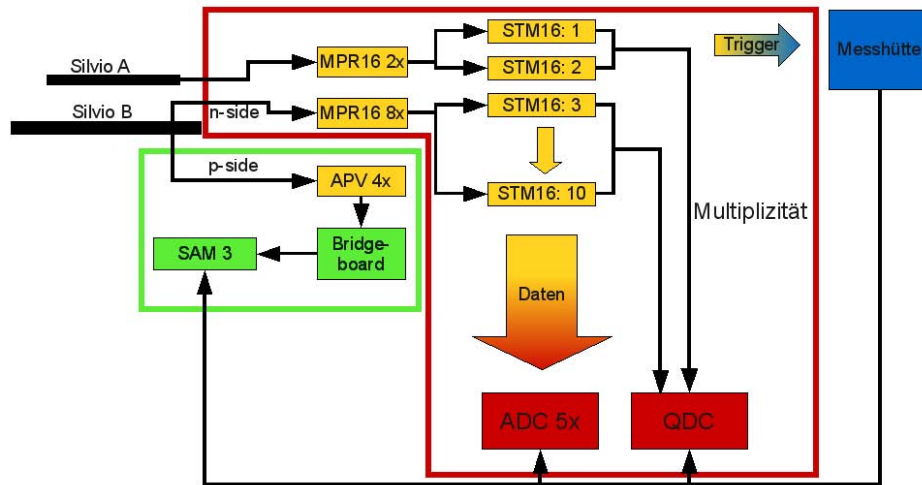 Silvio A
MPR16 2x
STM16: 1
STM16: 2
Trigger
Messhütte
Silvio B
n-side
MPR16 8x
STM16: 3
p-side
APV 4x
STM16: 10
Multiplizität
SAM 3
Bridge-
board
Daten
ADC 5x
QDC